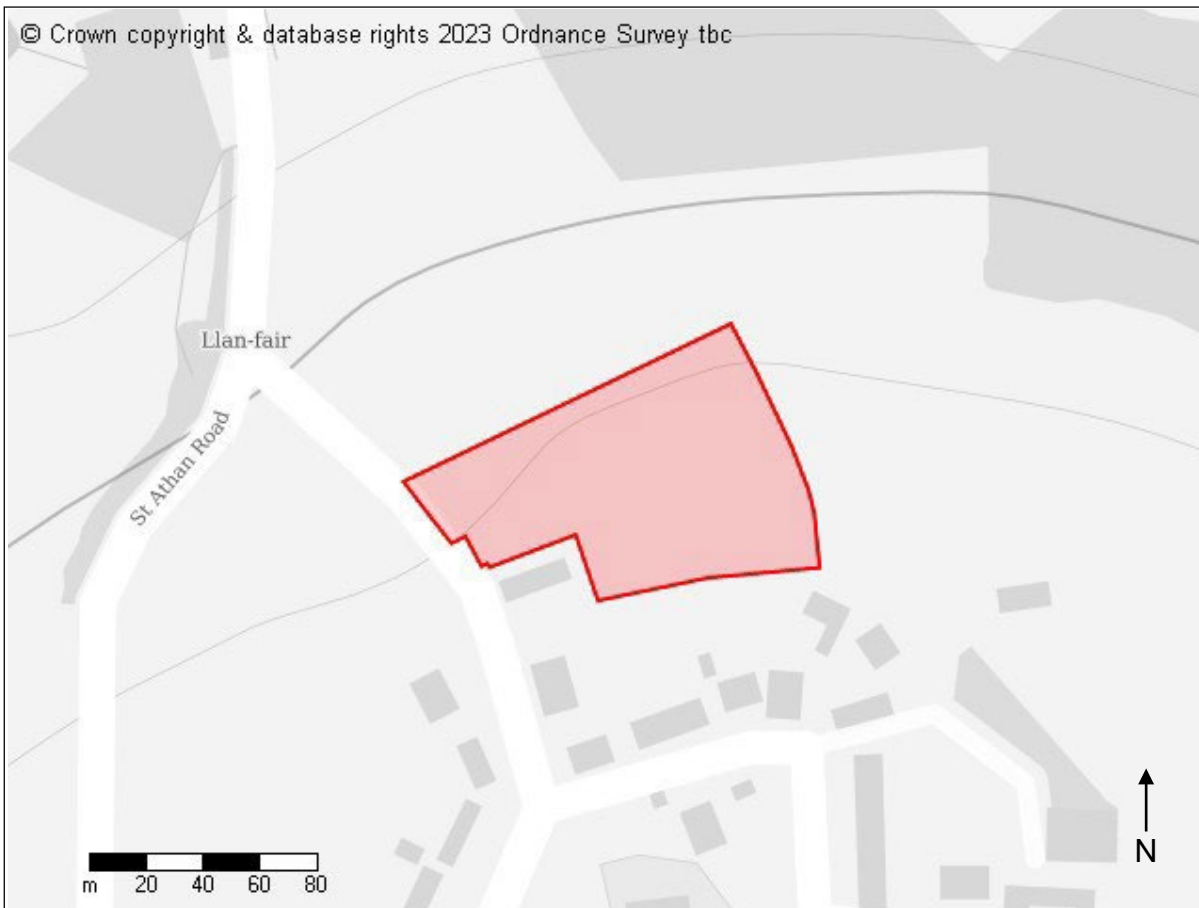 © Crown copyright & database rights 2023 Ordnance Survey tbc
Llan-fair
St Athan Road
N
m 20 40 60 80